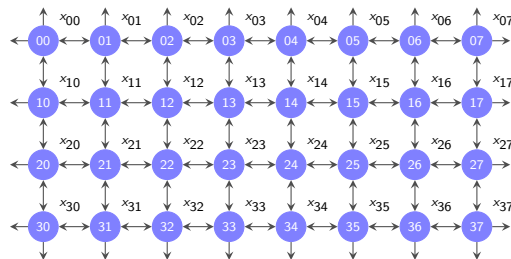 x00 x01 x02 x03 x04 x05 x06 x07
00 01 02 03 04 05 06 07
x10 x11 x12 x13 x14 x15 x16 x17
10 11 12 13 14 15 16 17
x20 x21 x22 x23 x24 x25 x26 x27
20 21 22 23 24 25 26 27
x30 x31 x32 x33 x34 x35 x36 x37
30 31 32 33 34 35 36 37